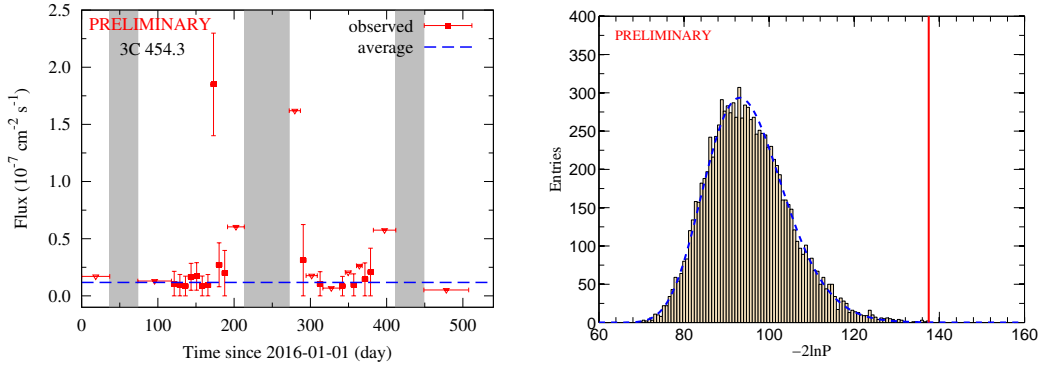 PRELIMINARY
3C 454.3
observed
average
Flux (10⁻⁷ cm⁻² s⁻¹)
2.5
2.0
1.5
1.0
0.5
0.0
0 100 200 300 400 500
Time since 2016-01-01 (day)
PRELIMINARY
Entries
400
350
300
250
200
150
100
50
0
60 80 100 120 140 160
−2lnP